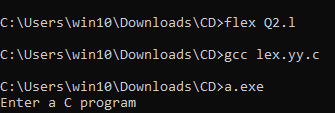 C:\Users\win10\Downloads\CD>flex Q2.l
C:\Users\win10\Downloads\CD>gcc lex.yy.c
C:\Users\win10\Downloads\CD>a.exe
Enter a C program